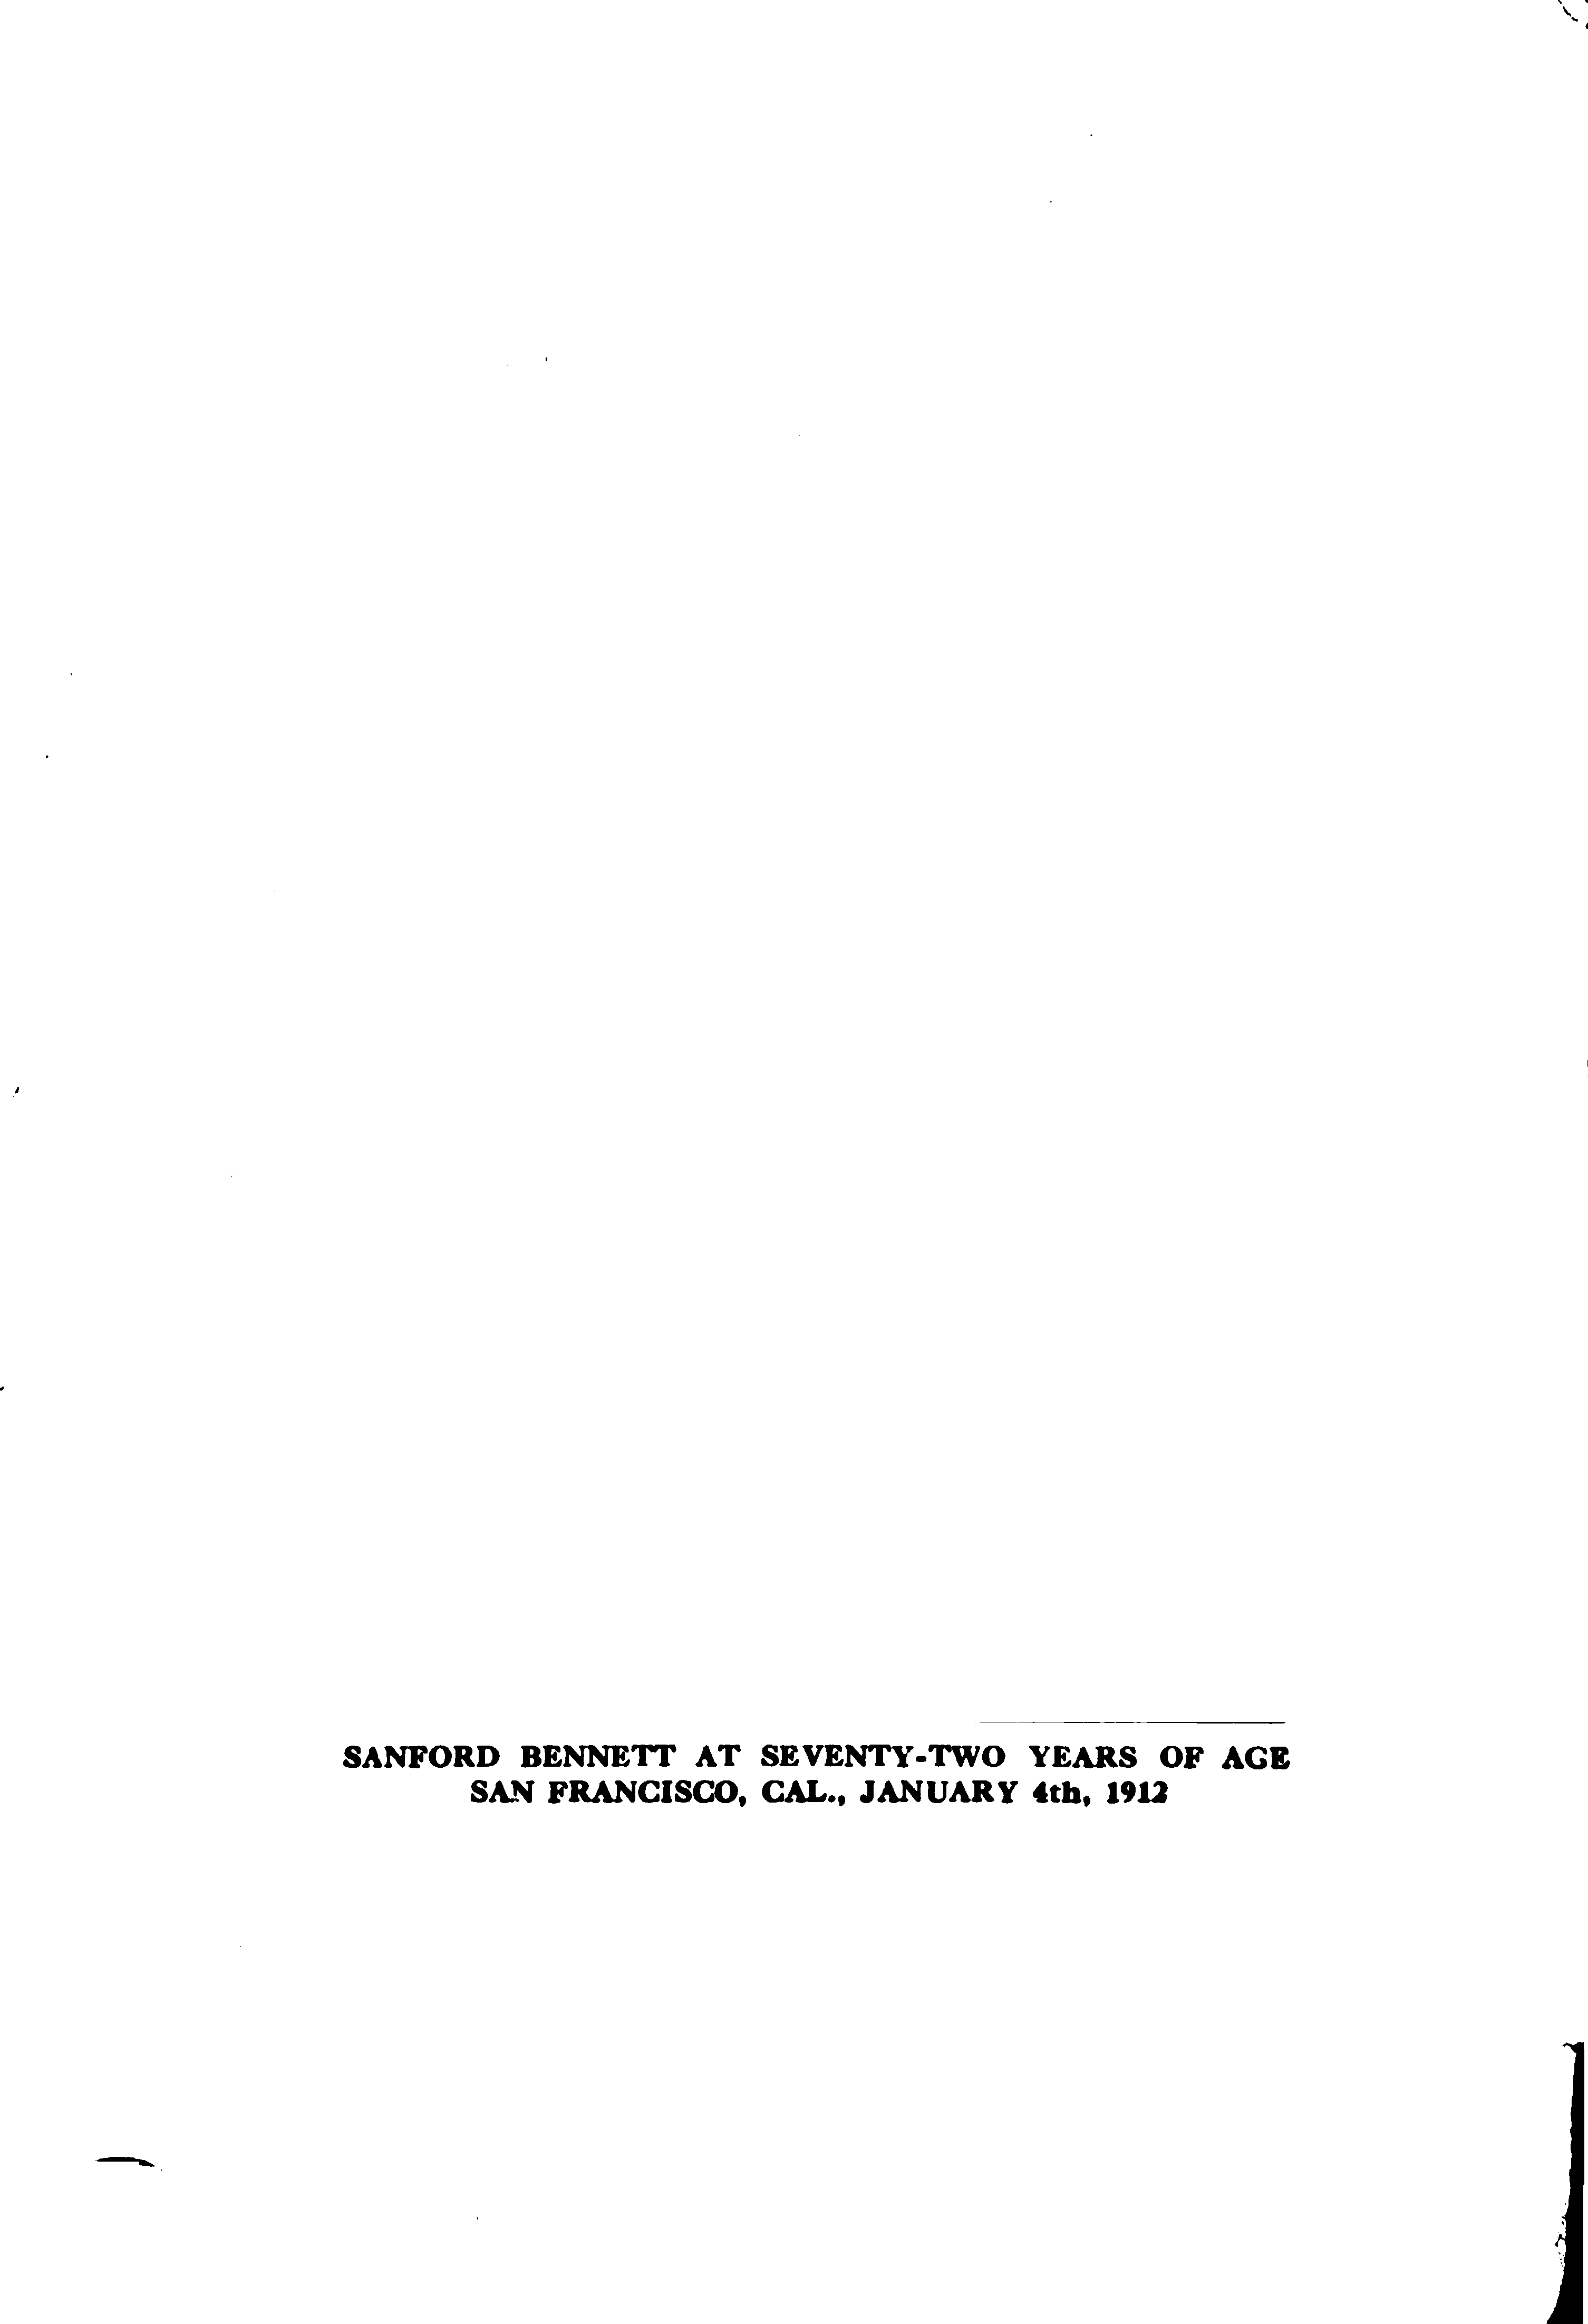 SANFORD BENNETT AT SEVENTY-TWO YEARS OF AGE
SAN FRANCISCO, CAL., JANUARY 4th, 1912